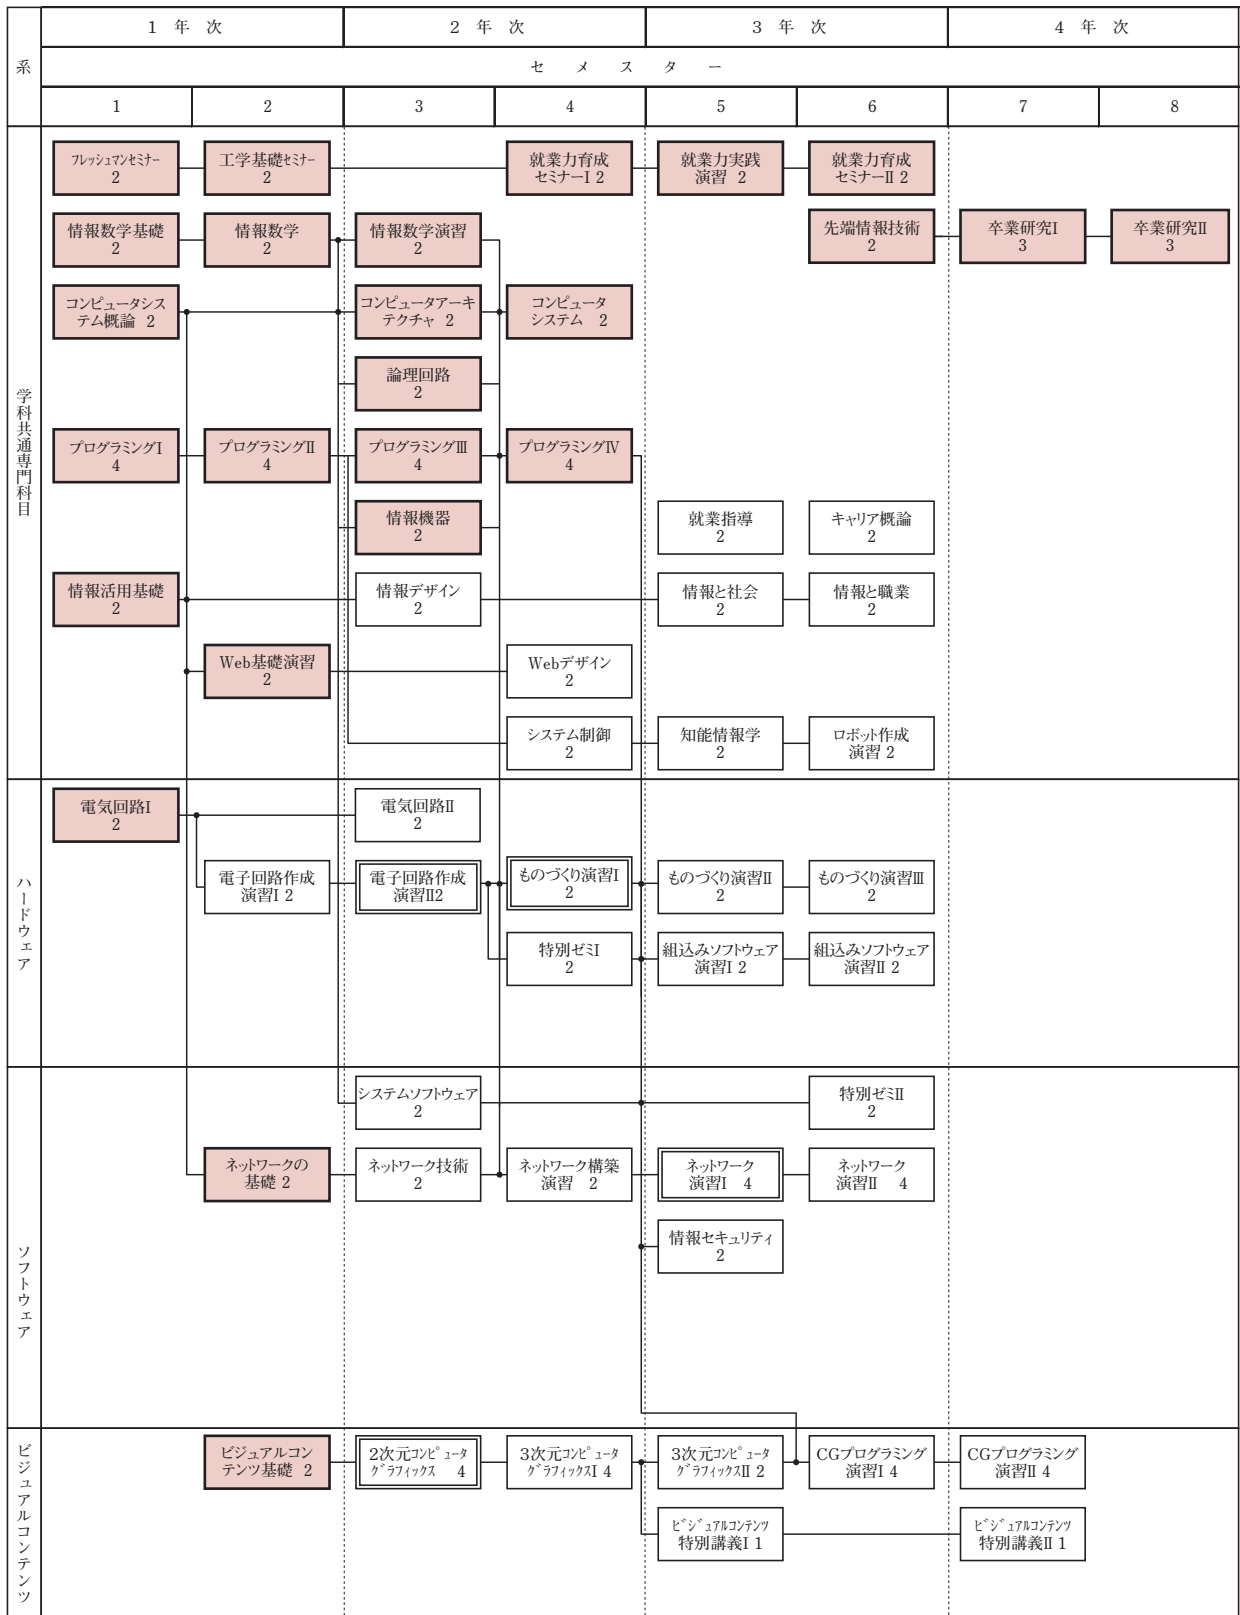 系
1 年 次
2 年 次
3 年 次
4 年 次
セ メ ス タ ー
1
2
3
4
5
6
7
8
学科共通専門科目
フレッシュマンセミナー
2
工学基礎セミナー
2
就業力育成
セミナーI 2
就業力実践
演習 2
就業力育成
セミナーII 2
情報数学基礎
2
情報数学
2
情報数学演習
2
先端情報技術
2
卒業研究I
3
卒業研究II
3
コンピュータシス
テム概論 2
コンピュータアーキ
テクチャ 2
コンピュータ
システム 2
論理回路
2
プログラミングI
4
プログラミングII
4
プログラミングIII
4
プログラミングIV
4
情報機器
2
就業指導
2
キャリア概論
2
情報活用基礎
2
情報デザイン
2
情報と社会
2
情報と職業
2
Web基礎演習
2
Webデザイン
2
システム制御
2
知能情報学
2
ロボット作成
演習 2
ハードウェア
電気回路I
2
電気回路II
2
電子回路作成
演習I 2
電子回路作成
演習II2
ものづくり演習I
2
ものづくり演習II
2
ものづくり演習III
2
特別ゼミI
2
組込みソフトウェア
演習I 2
組込みソフトウェア
演習II 2
ソフトウェア
システムソフトウェア
2
特別ゼミII
2
ネットワークの
基礎 2
ネットワーク技術
2
ネットワーク構築
演習 2
ネットワーク
演習I 4
ネットワーク
演習II 4
情報セキュリティ
2
ビジュアルコンテンツ
ビジュアルコン
テンツ基礎 2
2次元コンピュータ
グラフィックス 4
3次元コンピュータ
グラフィックスI 4
3次元コンピュータ
グラフィックスII 2
CGプログラミング
演習I 4
CGプログラミング
演習II 4
ビジュアルコンテンツ
特別講義I 1
ビジュアルコンテンツ
特別講義II 1